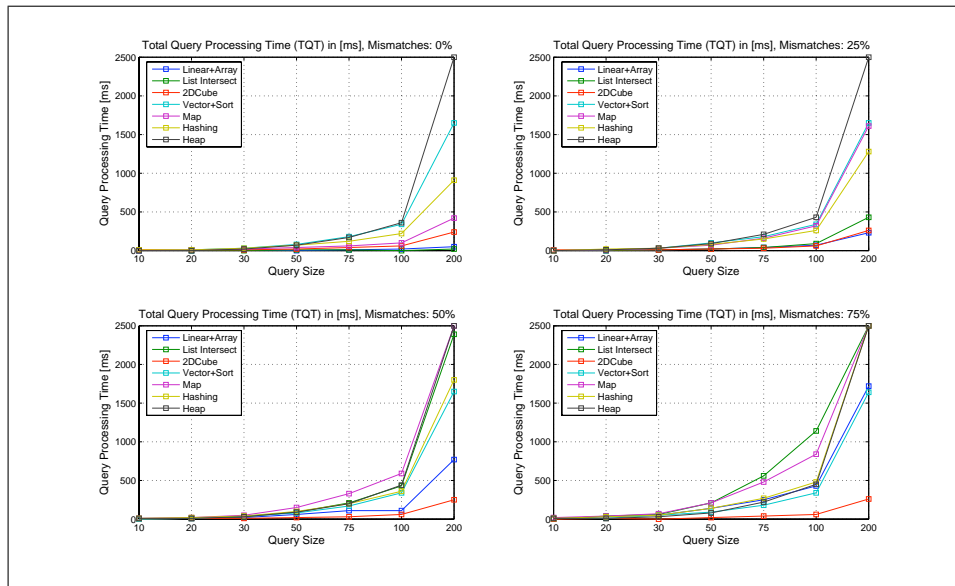 Total Query Processing Time (TQT) in [ms], Mismatches: 0%
2500
2000
1500
1000
500
0
Query Processing Time [ms]
Linear+Array
List Intersect
2DCube
Vector+Sort
Map
Hashing
Heap
10 20 30 50 75 100 200
Query Size
Total Query Processing Time (TQT) in [ms], Mismatches: 25%
2500
2000
1500
1000
500
0
Query Processing Time [ms]
Linear+Array
List Intersect
2DCube
Vector+Sort
Map
Hashing
Heap
10 20 30 50 75 100 200
Query Size
Total Query Processing Time (TQT) in [ms], Mismatches: 50%
2500
2000
1500
1000
500
0
Query Processing Time [ms]
Linear+Array
List Intersect
2DCube
Vector+Sort
Map
Hashing
Heap
10 20 30 50 75 100 200
Query Size
Total Query Processing Time (TQT) in [ms], Mismatches: 75%
2500
2000
1500
1000
500
0
Query Processing Time [ms]
Linear+Array
List Intersect
2DCube
Vector+Sort
Map
Hashing
Heap
10 20 30 50 75 100 200
Query Size